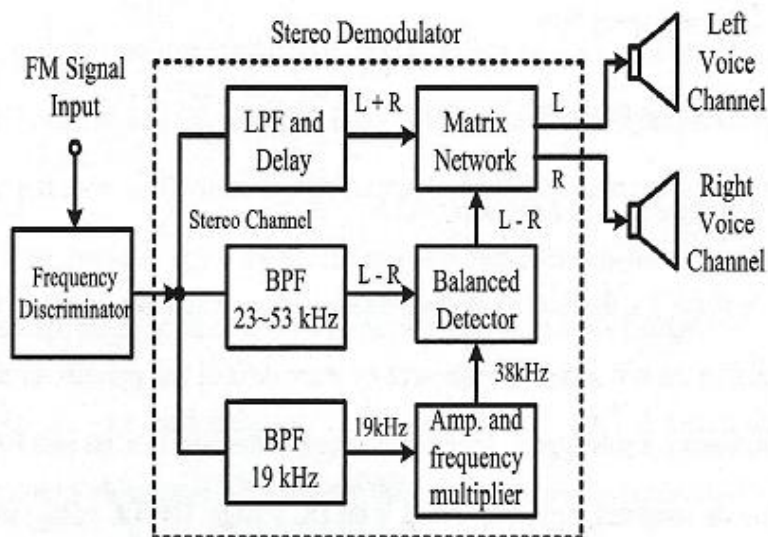 Stereo Demodulator
FM Signal
Input
Frequency
Discriminator
Stereo Channel
LPF and
Delay
L + R
Matrix
Network
L
R
Left
Voice
Channel
Right
Voice
Channel
L - R
BPF
23~53 kHz
L - R
Balanced
Detector
38kHz
BPF
19 kHz
19kHz
Amp. and
frequency
multiplier